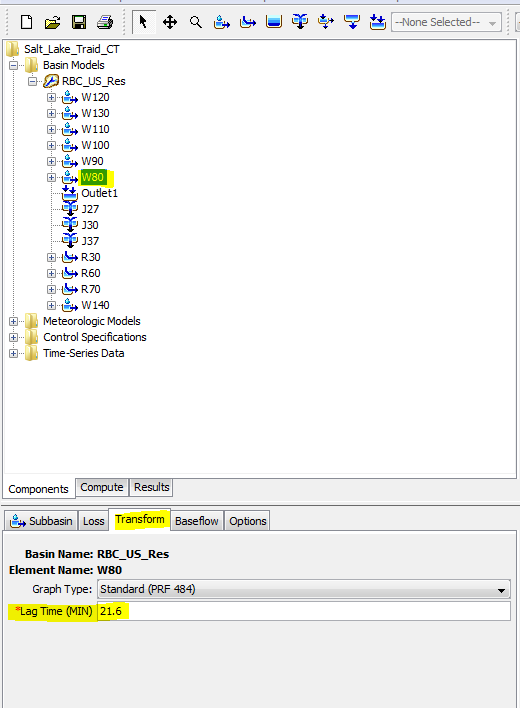 --None Selected--
Salt_Lake_Traid_CT
Basin Models
RBC_US_Res
W120
W130
W110
W100
W90
W80
Outlet1
J27
J30
J37
R30
R60
R70
W140
Meteorologic Models
Control Specifications
Time-Series Data
Components Compute Results
Subbasin Loss Transform Baseflow Options
Basin Name: RBC_US_Res
Element Name: W80
Graph Type: Standard (PRF 484)
*Lag Time (MIN) 21.6